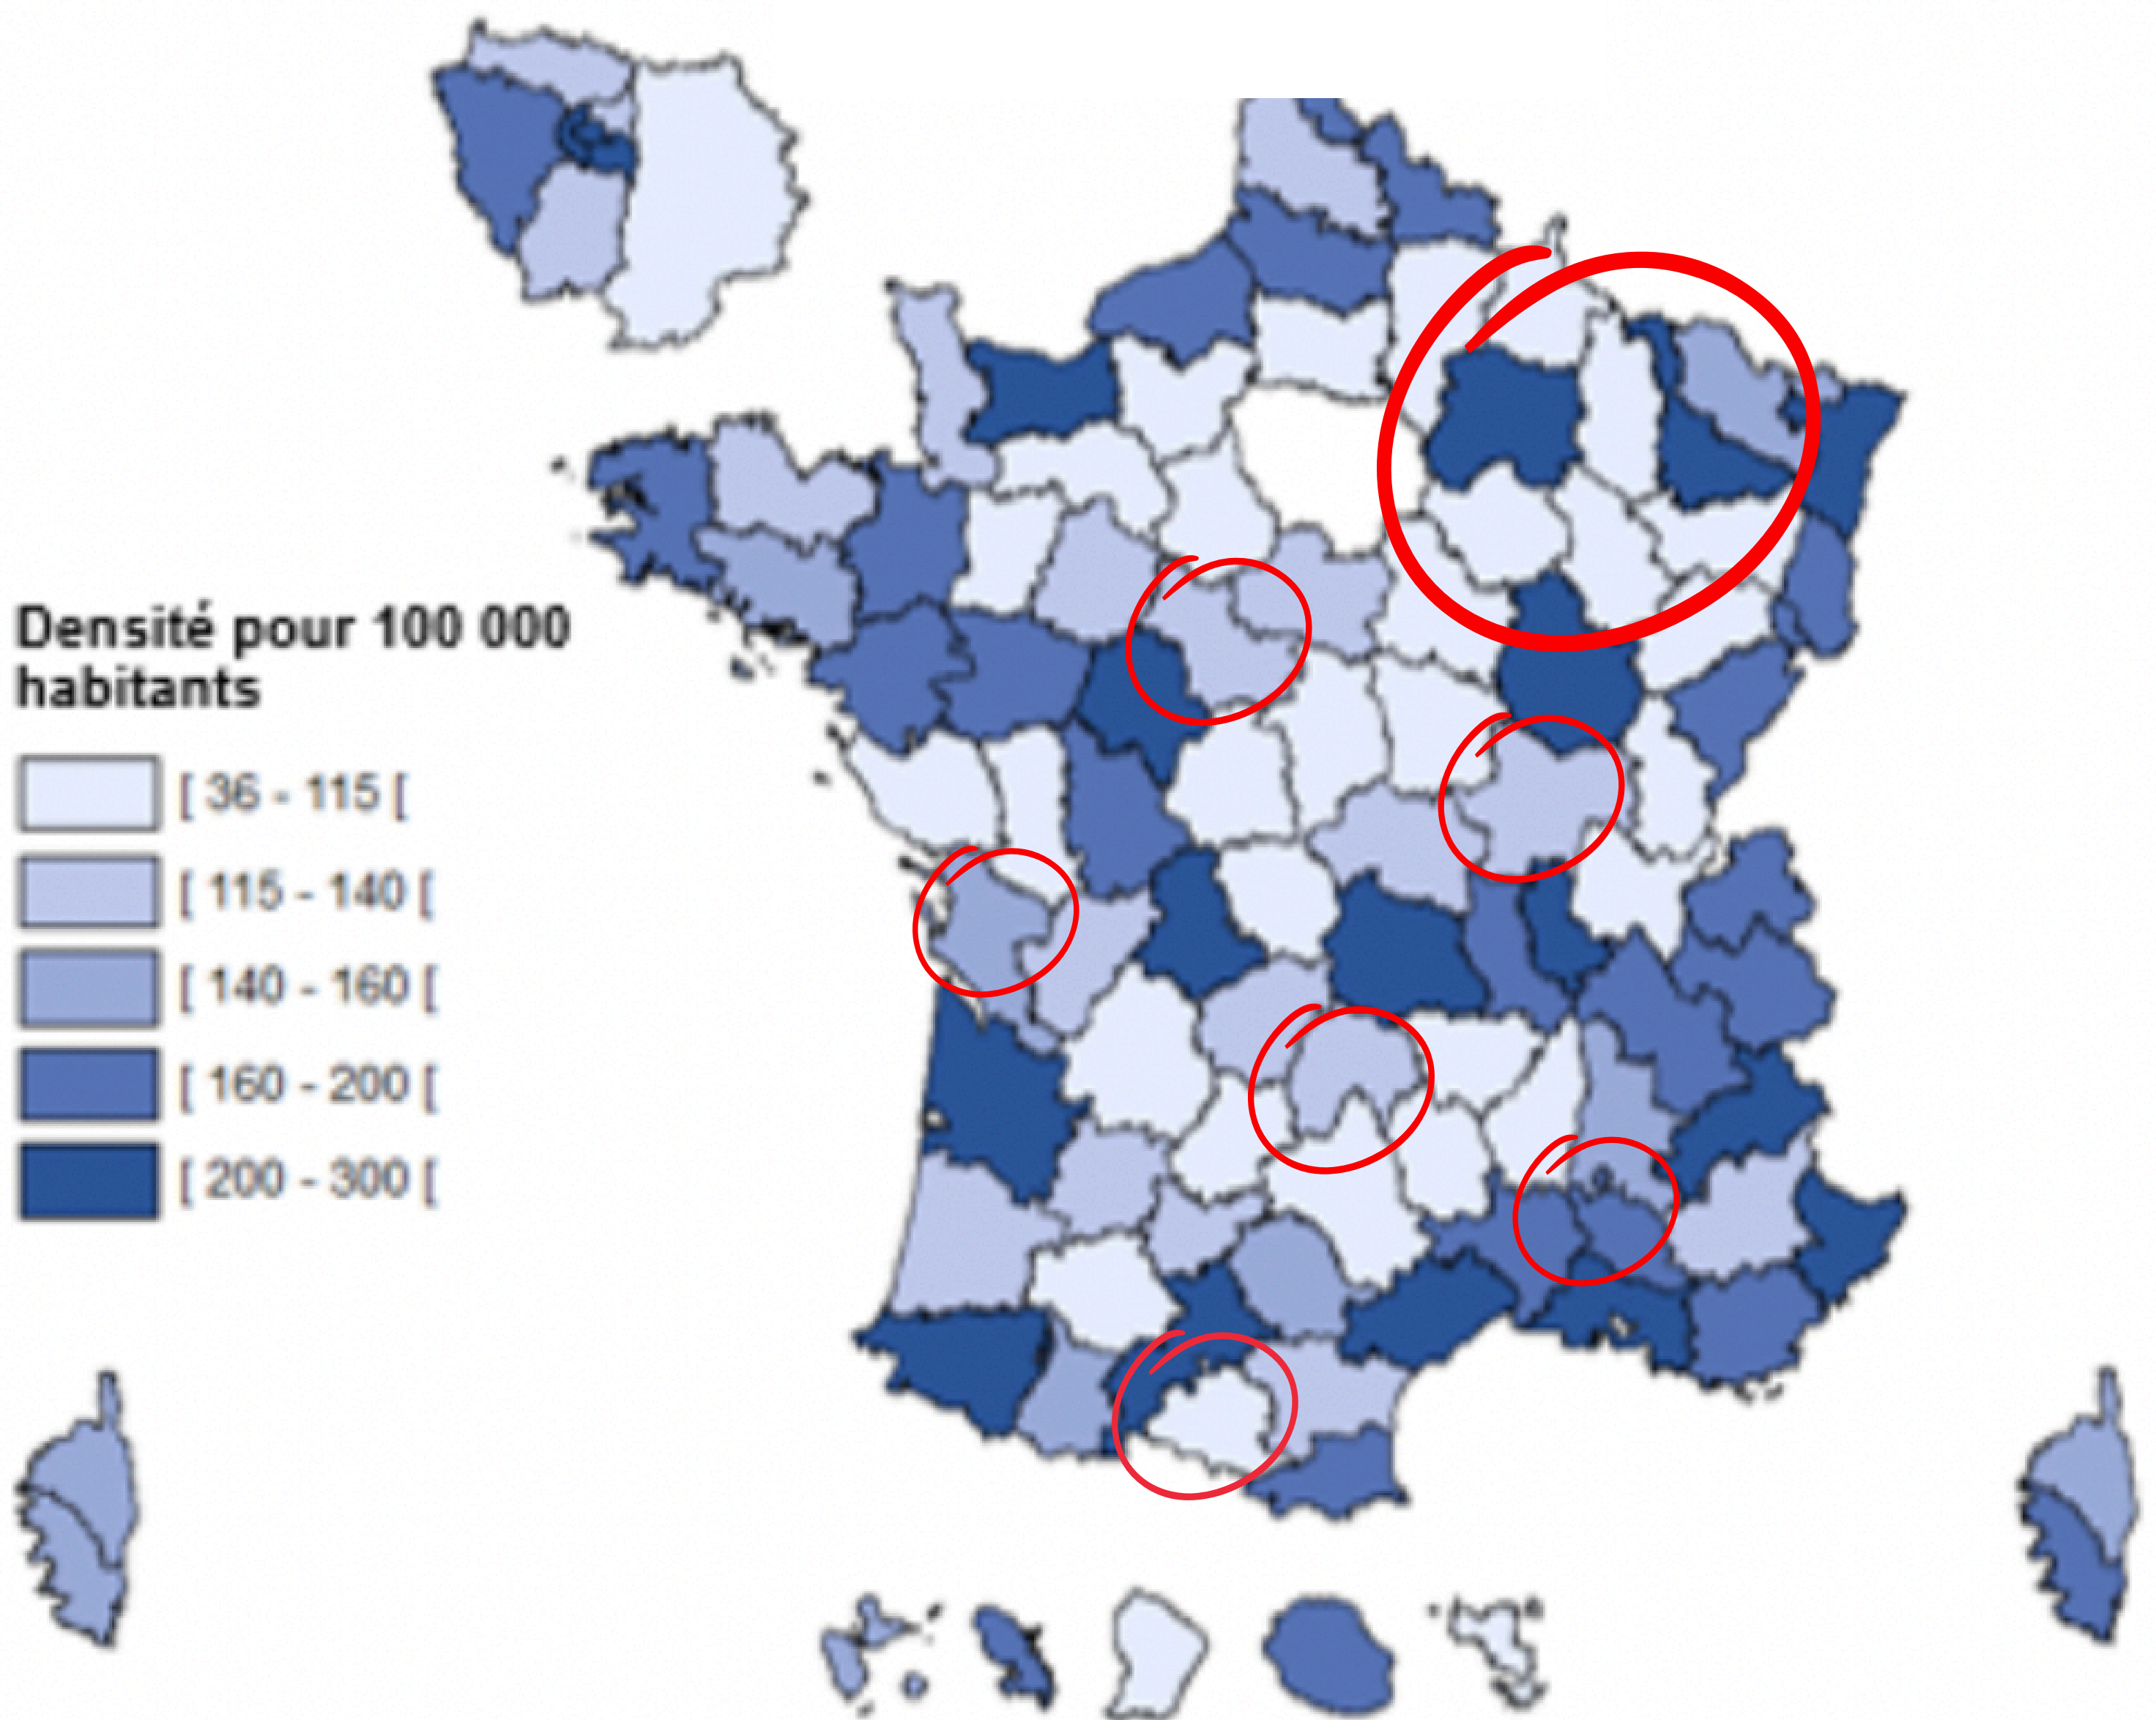 Densité pour 100 000
habitants
[ 36 - 115 [
[ 115 - 140 [
[ 140 - 160 [
[ 160 - 200 [
[ 200 - 300 [